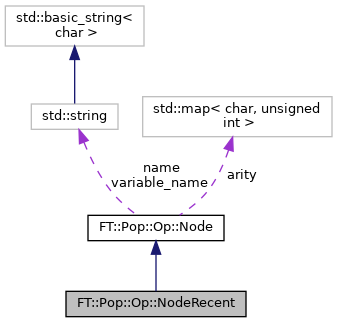 std::basic_string<
char >
std::string
std::map< char, unsigned
int >
name
variable_name
arity
FT::Pop::Op::Node
FT::Pop::Op::NodeRecent